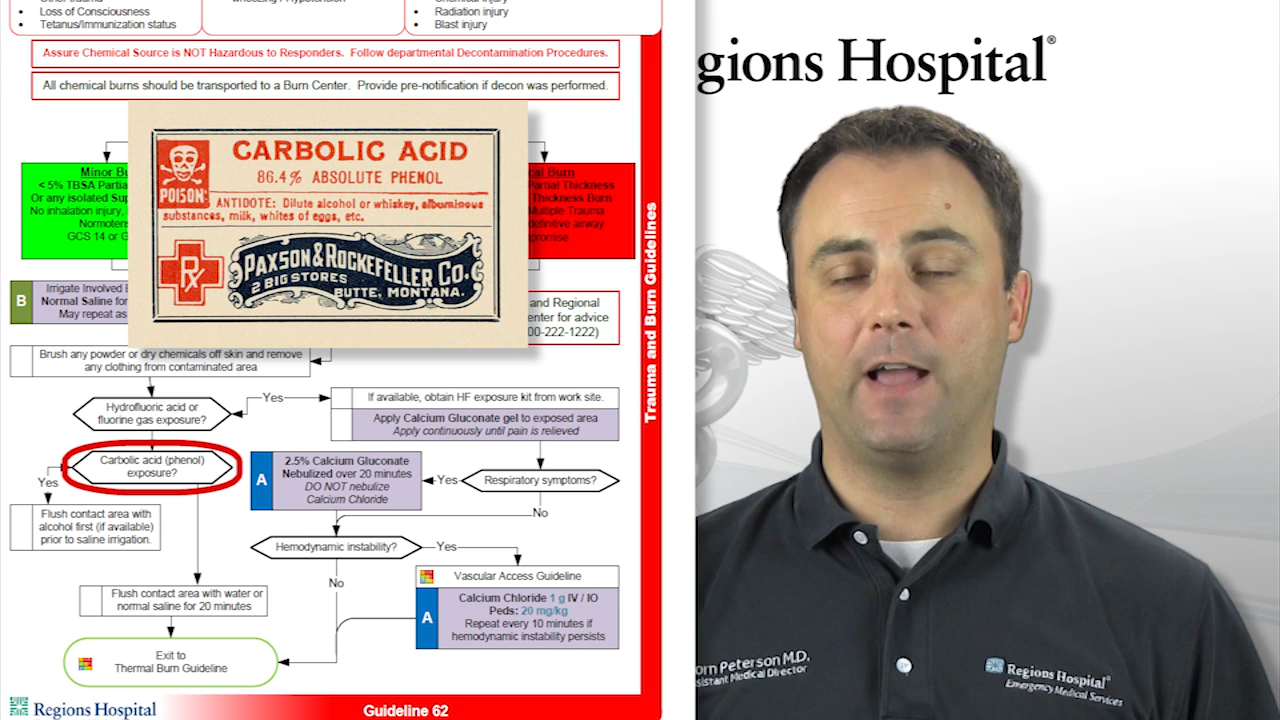 Loss of Consciousness
Tetanus/Immunization status
Radiation injury
Blast injury
Assure Chemical Source is NOT Hazardous to Responders. Follow departmental Decontamination Procedures.
All chemical burns should be transported to a Burn Center. Provide pre-notification if decon was performed.
Minor
< 5% TBSA
Or any isolated
No inhalation injury,
GCS 14 or
Burn
Partial Thickness
Thickness Burn
Multiple Trauma
definitive airway
POISON.
CARBOLIC ACID
86.4% ABSOLUTE PHENOL
ANTIDOTE: Dilute alcohol or whiskey, albuminous
substances, milk, whites of eggs, etc.
Rx
PAXSON & ROCKEFELLER CO.
2 BIG STORES
BUTTE, MONTANA.
B
Irrigate Involved
Normal Saline for
May repeat as
and Regional
for advice
Brush any powder or dry chemicals off skin and remove
any clothing from contaminated area
Hydrofluoric acid or
fluorine gas exposure?
Yes
If available, obtain HF exposure kit from work site.
Apply Calcium Gluconate gel to exposed area
Apply continuously until pain is relieved
Carbolic acid (phenol)
exposure?
Yes
Flush contact area with
alcohol first (if available)
prior to saline irrigation.
A
2.5% Calcium Gluconate
Nebulized over 20 minutes
DO NOT nebulize
Calcium Chloride
Yes
Respiratory symptoms?
No
Hemodynamic instability?
Yes
No
Vascular Access Guideline
A
Calcium Chloride 1 g IV / IO
Peds: 20 mg/kg
Repeat every 10 minutes if
hemodynamic instability persists
Flush contact area with water or
normal saline for 20 minutes
Exit to
Thermal Burn Guideline
Trauma and Burn Guidelines
Regions Hospital
Guideline 62
gions Hospital®
orn Peterson M.D.
sistant Medical Director
Regions Hospital®
Emergency Medical Services